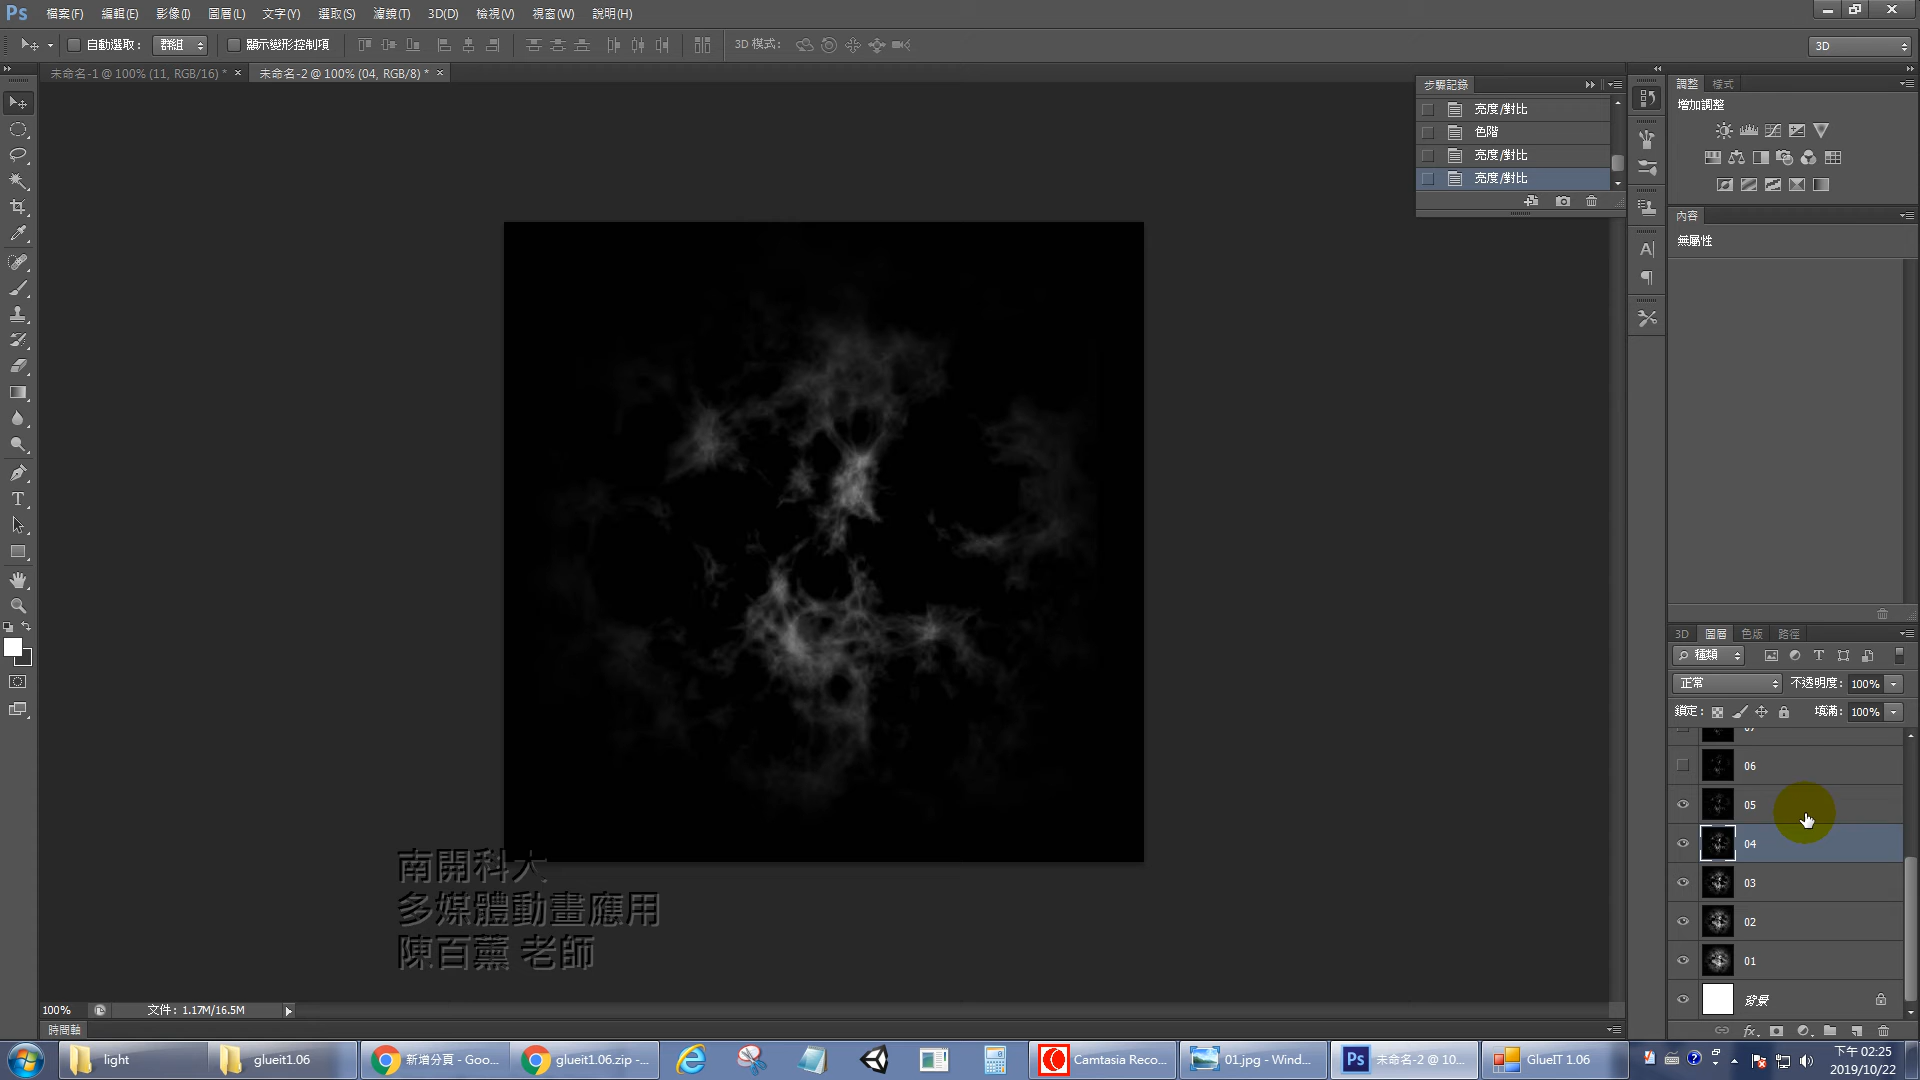 Ps 檔案(F) 編輯(E) 影像(I) 圖層(L) 文字(Y) 選取(S) 濾鏡(T) 3D(D) 檢視(V) 視窗(W) 說明(H)
自動選取： 群組 顯示變形控制項 3D 模式： 3D
未命名-1 @ 100% (11, RGB/16) * × 未命名-2 @ 100% (04, RGB/8) * ×
步驟記錄
亮度/對比
色階
亮度/對比
亮度/對比
調整 樣式
增加調整
內容
無屬性
3D 圖層 色版 路徑
種類
正常 不透明度： 100%
鎖定： 填滿： 100%
07
06
05
04
03
02
01
背景
南開科大
多媒體動畫應用
陳百薰 老師
100% 文件：1.17M/16.5M
時間軸
light
glueit1.06
新增分頁 - Goo...
glueit1.06.zip -...
Camtasia Reco...
01.jpg - Wind...
未命名-2 @ 10...
GlueIT 1.06
下午 02:25
2019/10/22